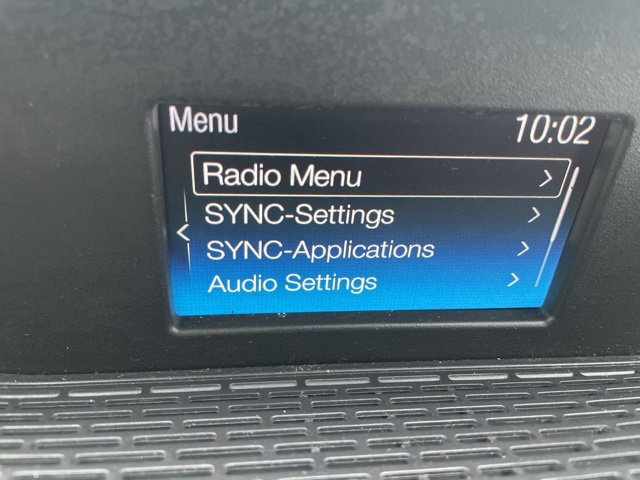 Menu 10:02
Radio Menu >
SYNC-Settings >
< SYNC-Applications >
Audio Settings >